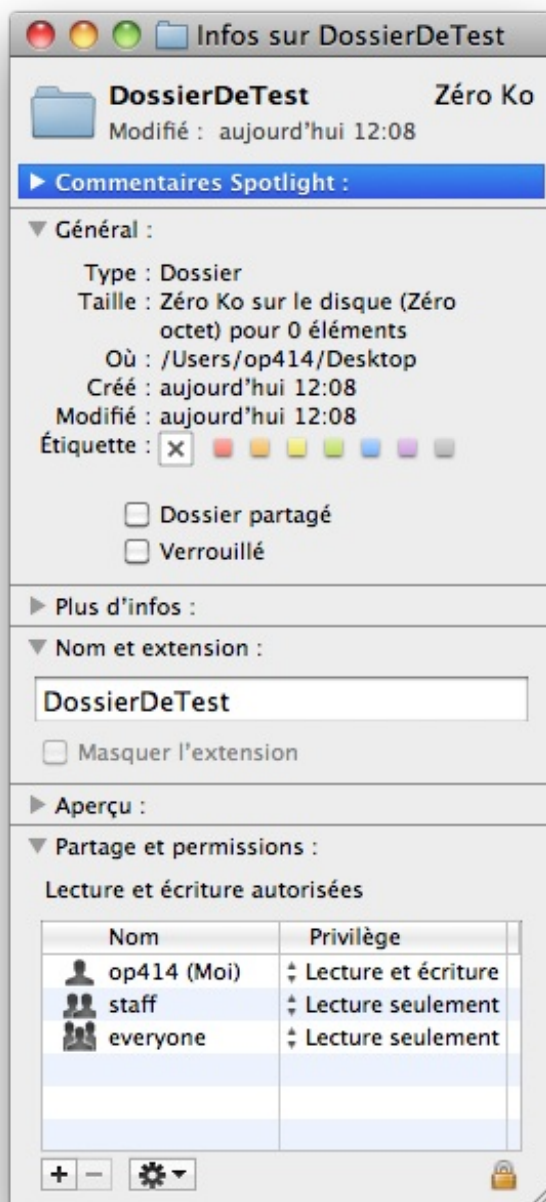 Infos sur DossierDeTest
DossierDeTest Zéro Ko
Modifié : aujourd'hui 12:08
Commentaires Spotlight :
Général :
Type : Dossier
Taille : Zéro Ko sur le disque (Zéro
octet) pour 0 éléments
Où : /Users/op414/Desktop
Créé : aujourd'hui 12:08
Modifié : aujourd'hui 12:08
Étiquette :
Dossier partagé
Verrouillé
Plus d'infos :
Nom et extension :
DossierDeTest
Masquer l'extension
Aperçu :
Partage et permissions :
Lecture et écriture autorisées
Nom Privilège
op414 (Moi) Lecture et écriture
staff Lecture seulement
everyone Lecture seulement